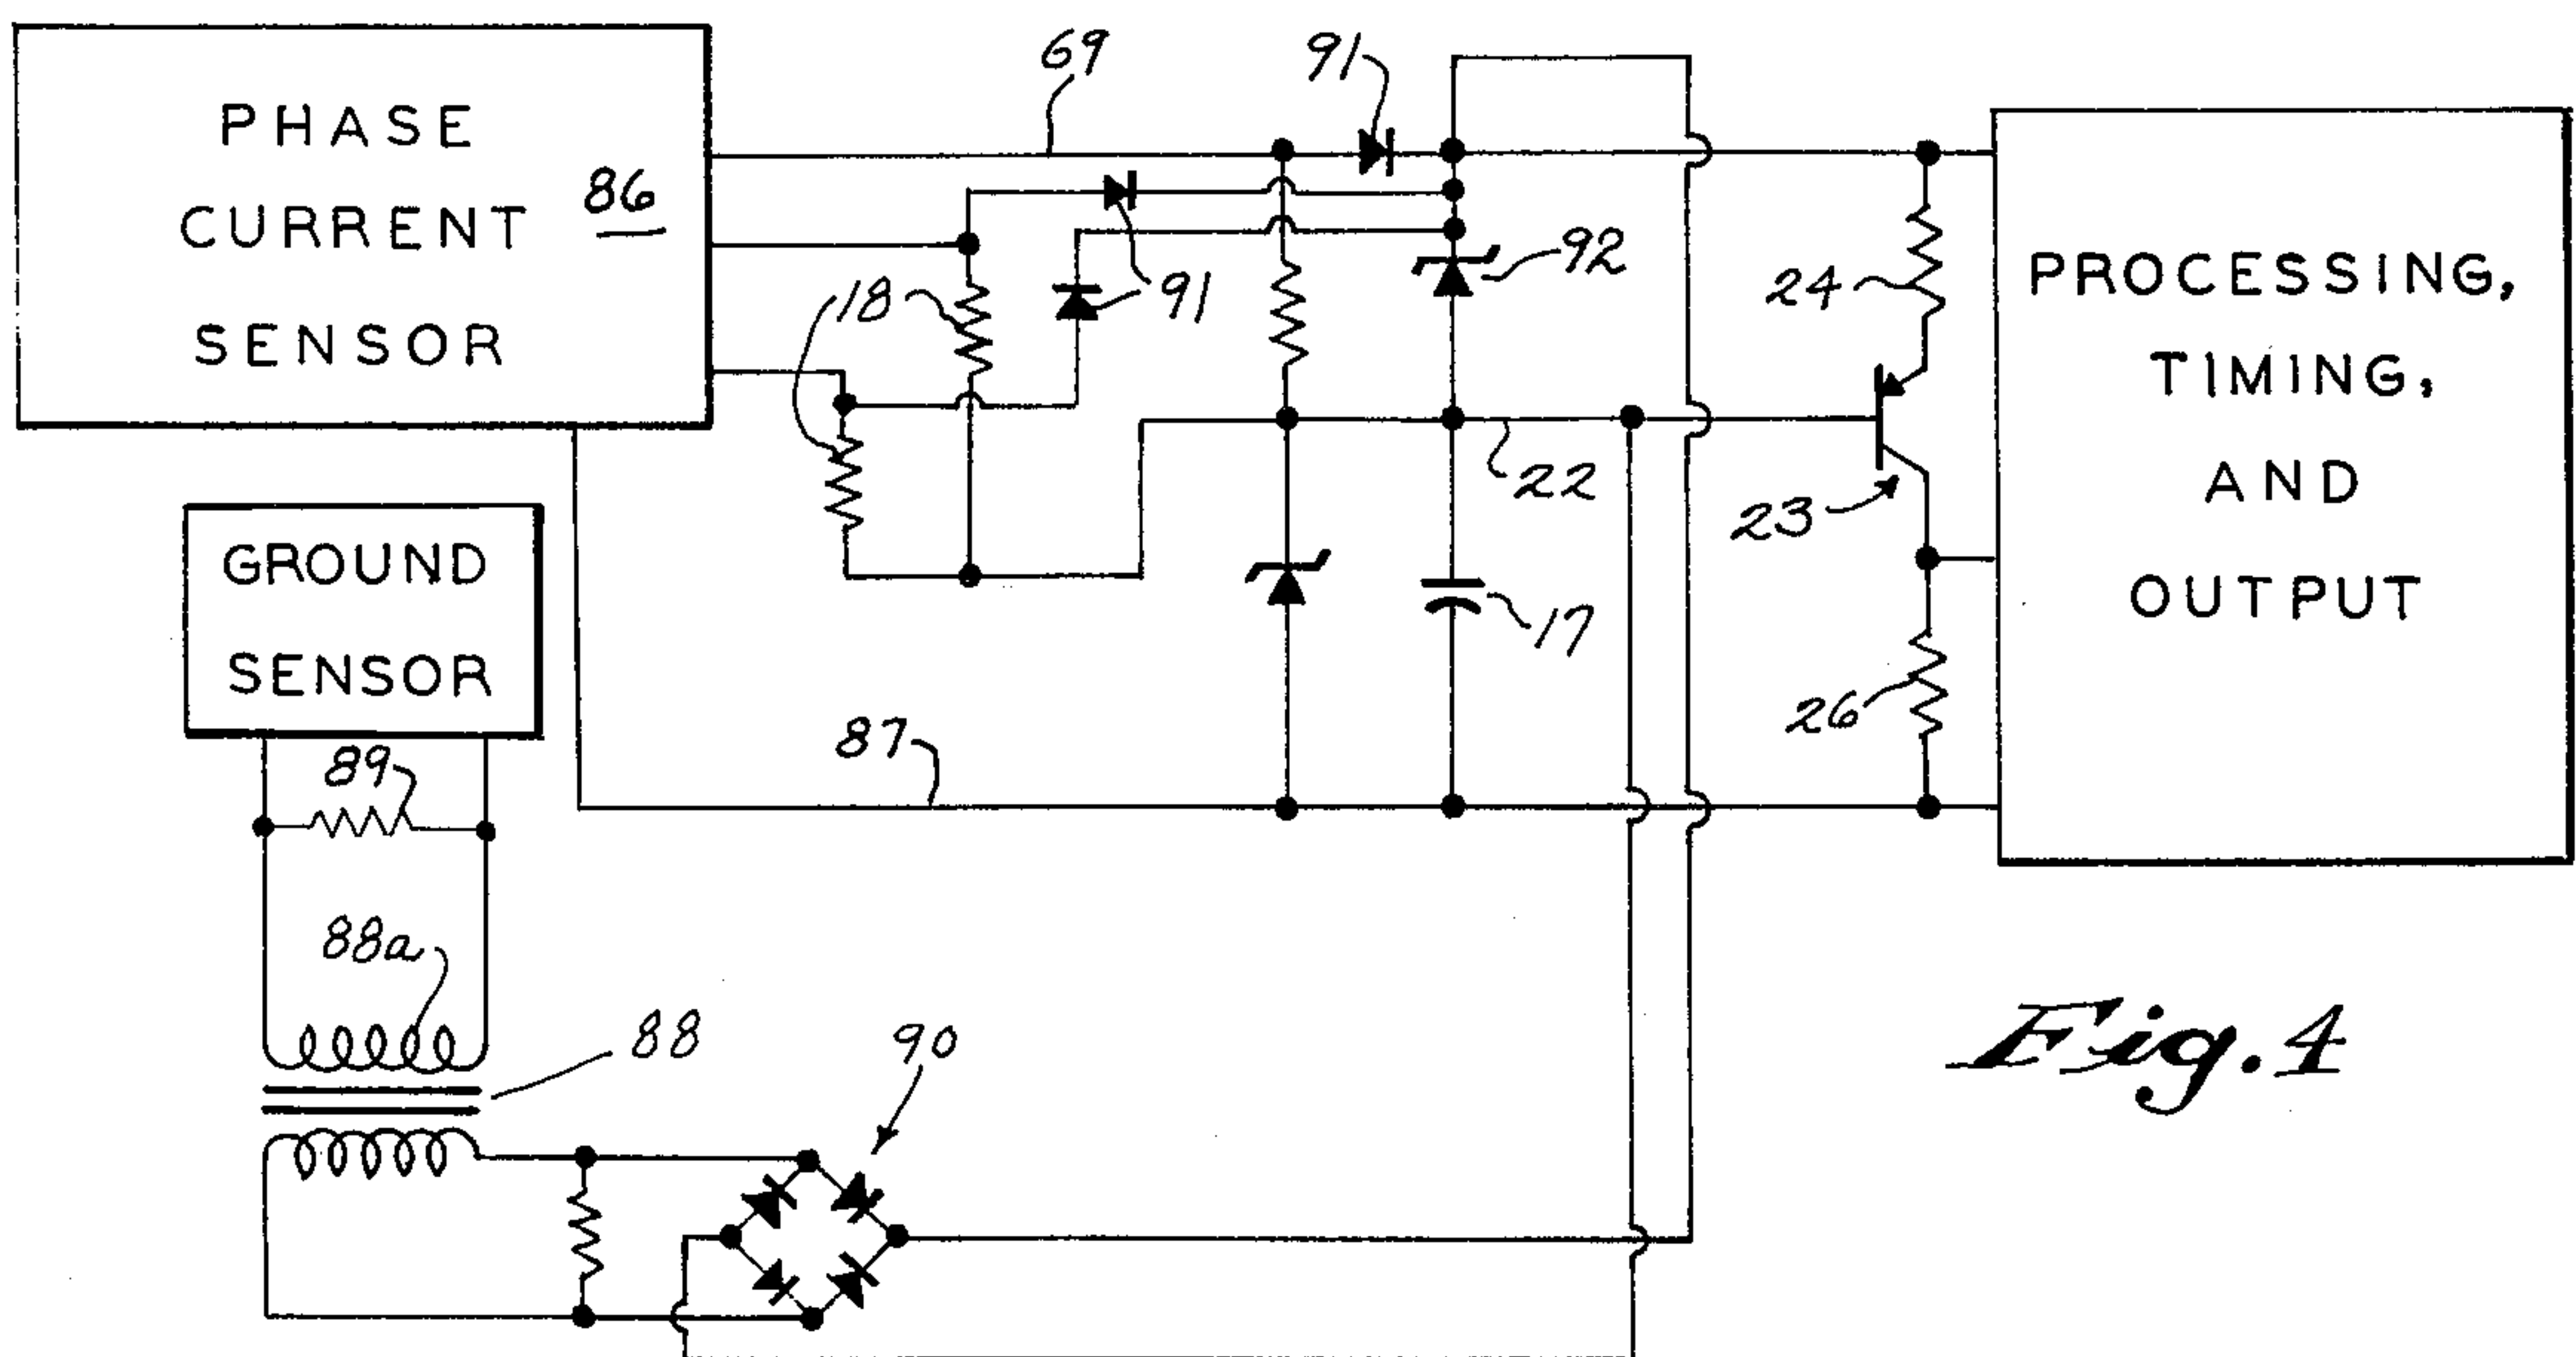 PHASE
CURRENT
SENSOR
86
69
91
92
18
91
24
PROCESSING,
TIMING,
AND
OUTPUT
22
23
17
26
GROUND
SENSOR
87
89
88a
88
90
Fig. 4